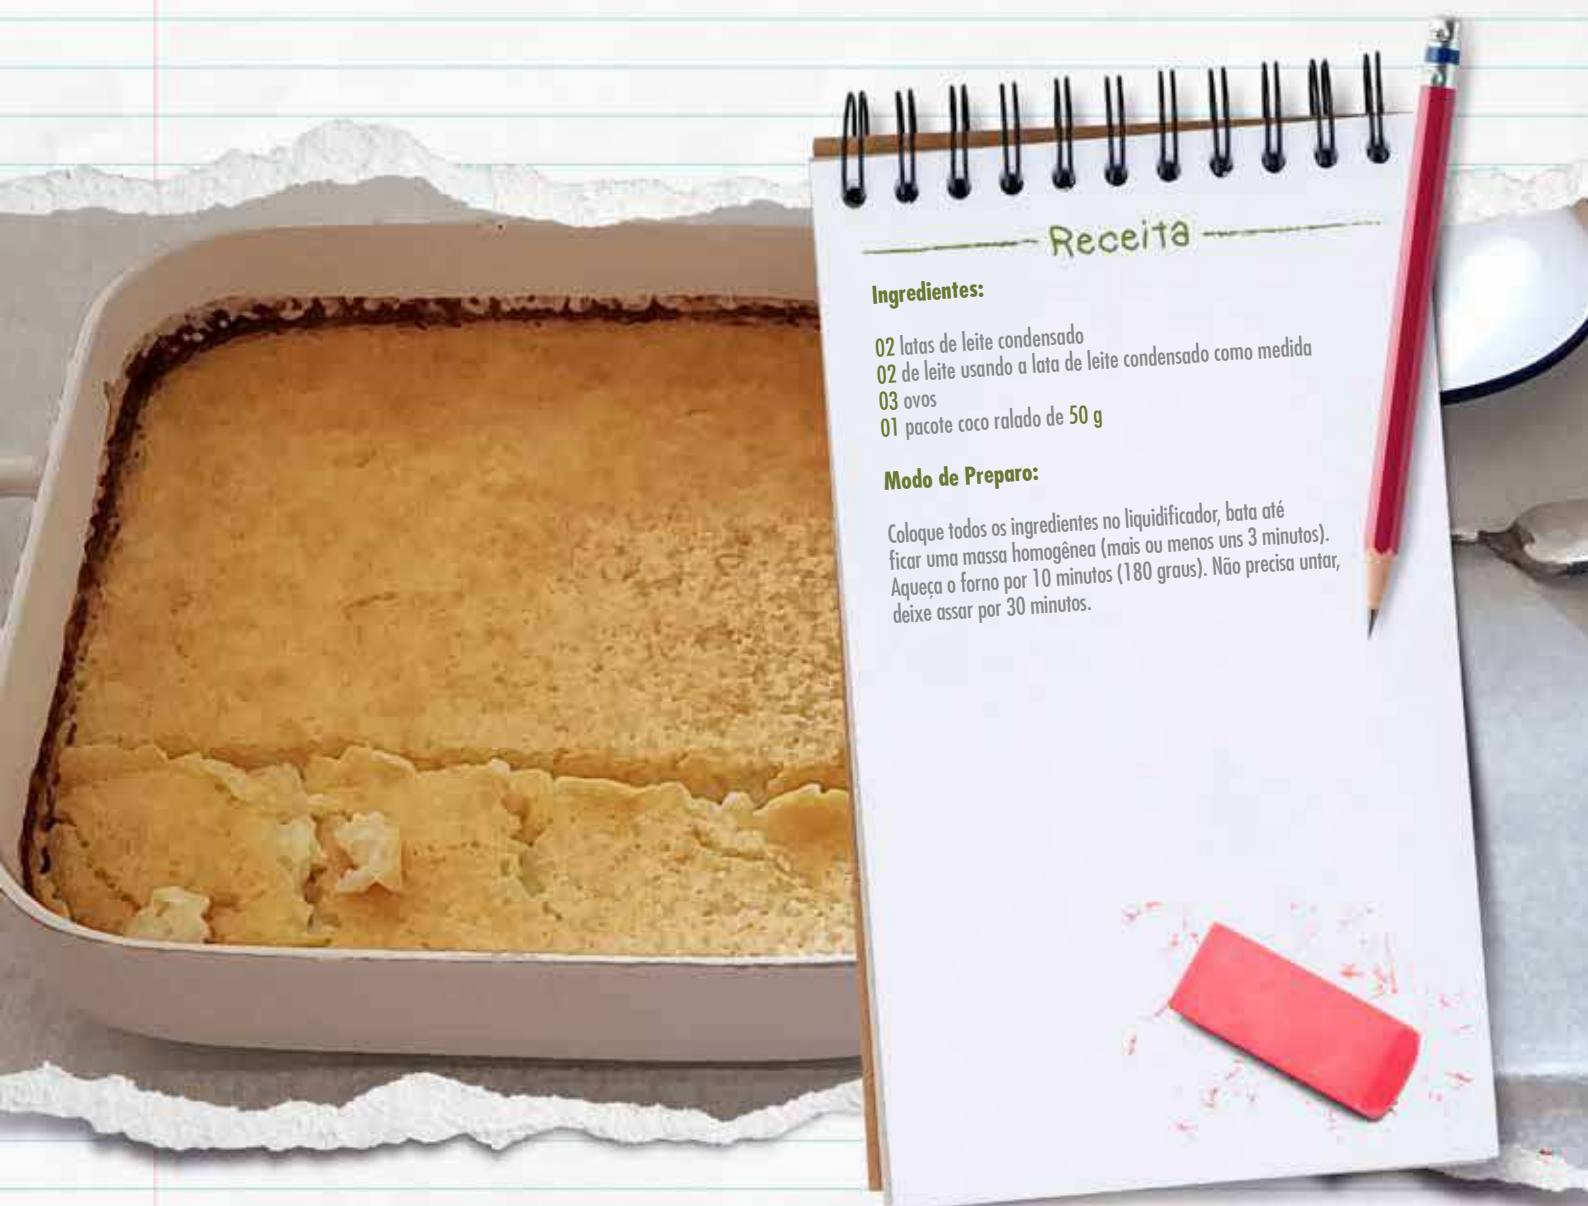 Receita
Ingredientes:
02 latas de leite condensado
02 de leite usando a lata de leite condensado como medida
03 ovos
01 pacote coco ralado de 50 g
Modo de Preparo:
Coloque todos os ingredientes no liquidificador, bata até
ficar uma massa homogênea (mais ou menos uns 3 minutos).
Aqueça o forno por 10 minutos (180 graus). Não precisa untar,
deixe assar por 30 minutos.